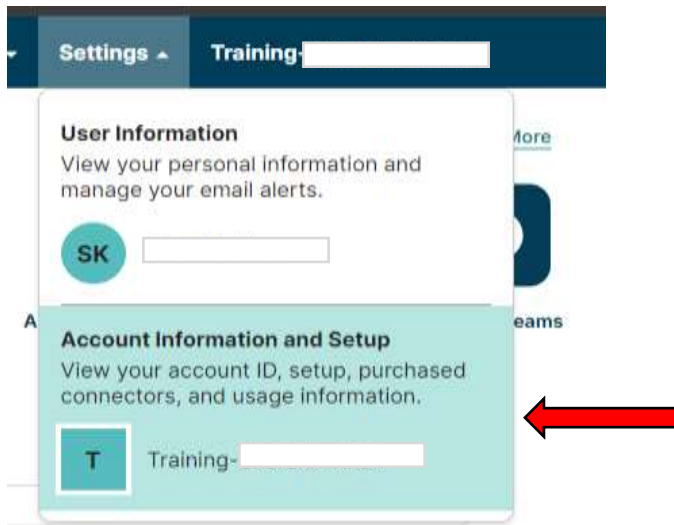 Settings Training-
User Information
View your personal information and
manage your email alerts.
More
SK
A
eams
Account Information and Setup
View your account ID, setup, purchased
connectors, and usage information.
T Training-